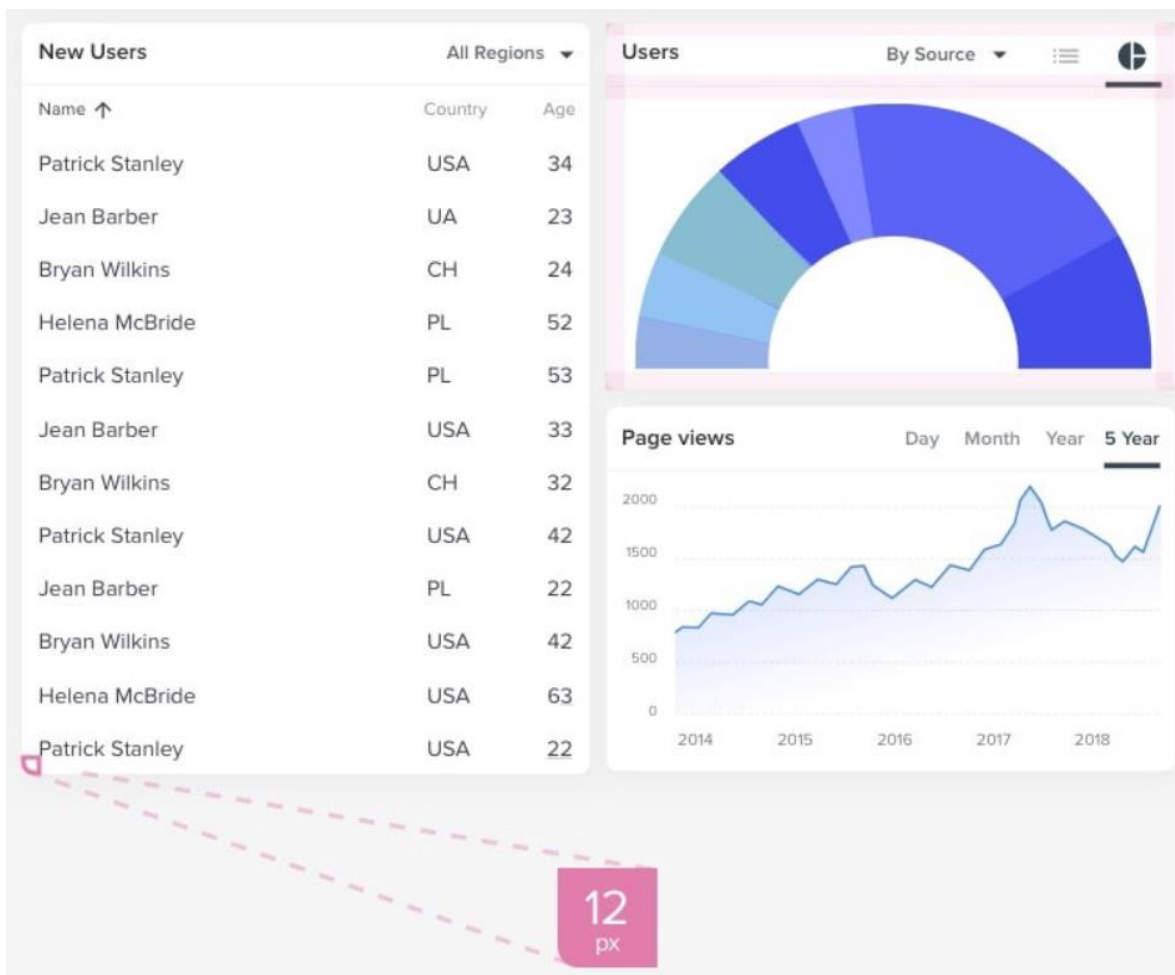 New Users All Regions
Name Country Age
Patrick Stanley USA 34
Jean Barber UA 23
Bryan Wilkins CH 24
Helena McBride PL 52
Patrick Stanley PL 53
Jean Barber USA 33
Bryan Wilkins CH 32
Patrick Stanley USA 42
Jean Barber PL 22
Bryan Wilkins USA 42
Helena McBride USA 63
Patrick Stanley USA 22
Users By Source
Page views Day Month Year 5 Year
2000
1500
1000
500
0
2014 2015 2016 2017 2018
12
px